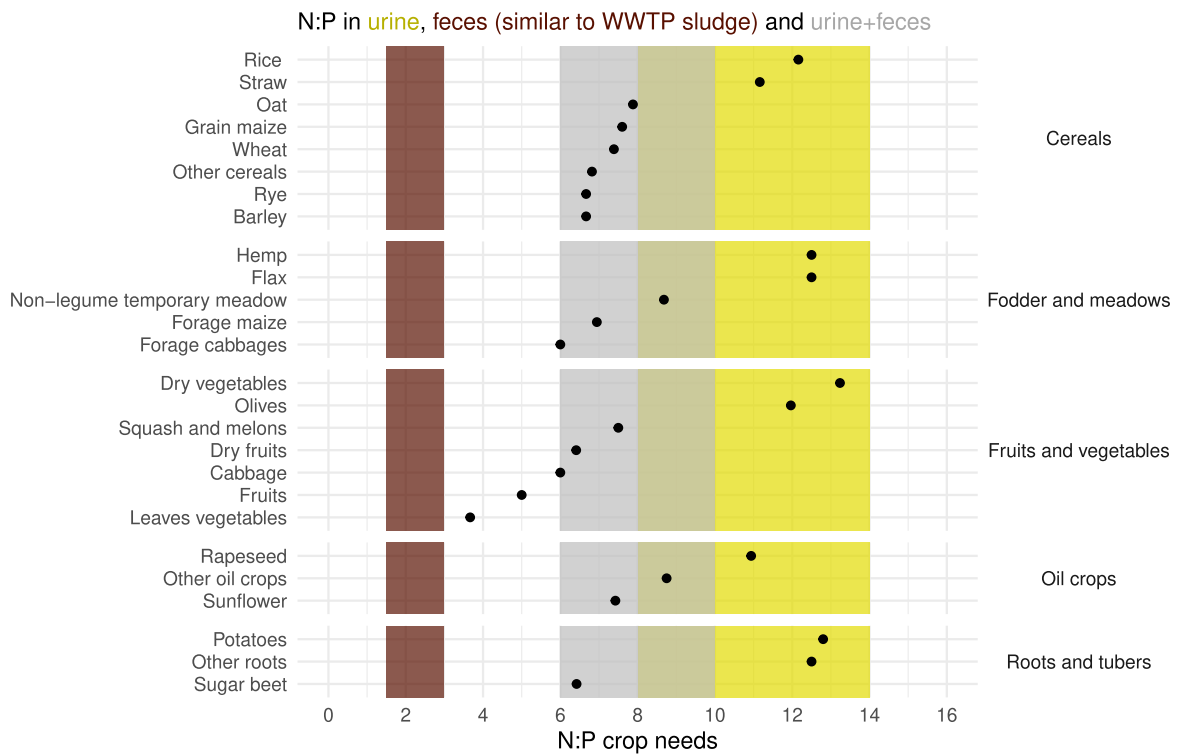 N:P in urine, feces (similar to WWTP sludge) and urine+feces
Rice
Straw
Oat
Grain maize
Wheat
Other cereals
Rye
Barley
Cereals
Hemp
Flax
Non−legume temporary meadow
Forage maize
Forage cabbages
Fodder and meadows
Dry vegetables
Olives
Squash and melons
Dry fruits
Cabbage
Fruits
Leaves vegetables
Fruits and vegetables
Rapeseed
Other oil crops
Sunflower
Oil crops
Potatoes
Other roots
Sugar beet
Roots and tubers
0 2 4 6 8 10 12 14 16
N:P crop needs